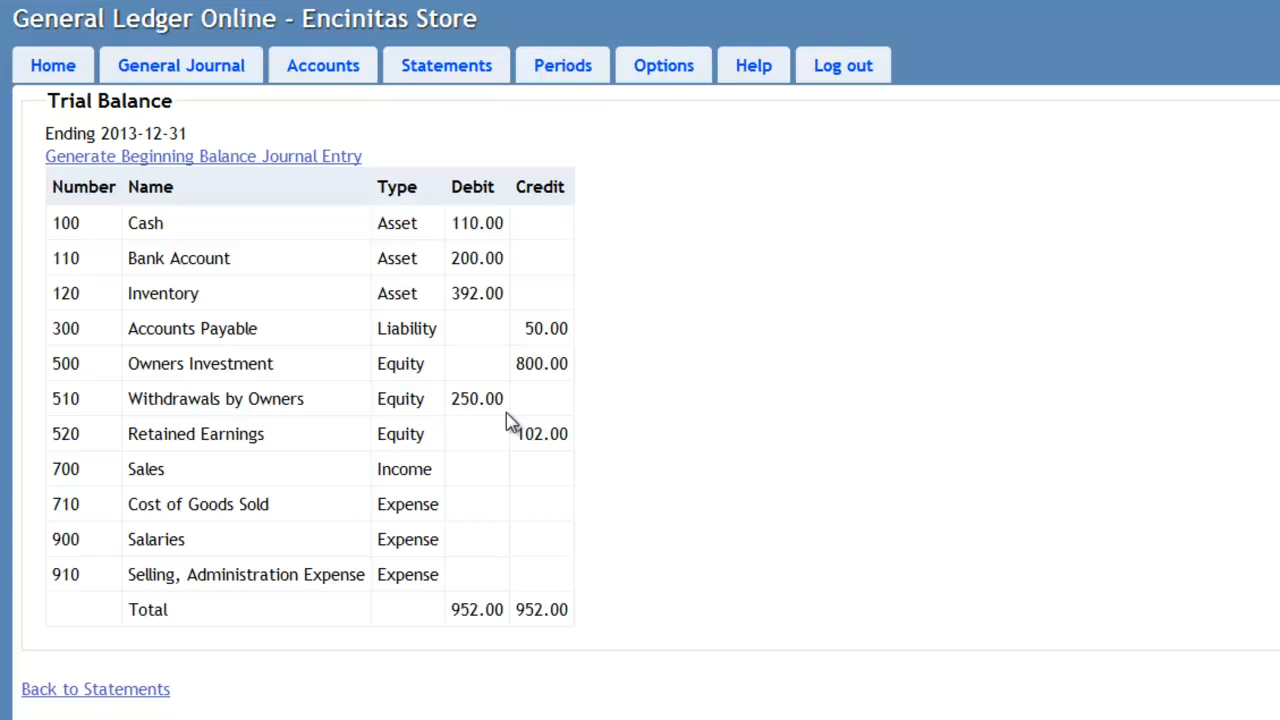 General Ledger Online - Encinitas Store
Home General Journal Accounts Statements Periods Options Help Log out
Trial Balance
Ending 2013-12-31
Generate Beginning Balance Journal Entry
Number Name Type Debit Credit
100 Cash Asset 110.00
110 Bank Account Asset 200.00
120 Inventory Asset 392.00
300 Accounts Payable Liability 50.00
500 Owners Investment Equity 800.00
510 Withdrawals by Owners Equity 250.00
520 Retained Earnings Equity 102.00
700 Sales Income
710 Cost of Goods Sold Expense
900 Salaries Expense
910 Selling, Administration Expense Expense
Total 952.00 952.00
Back to Statements